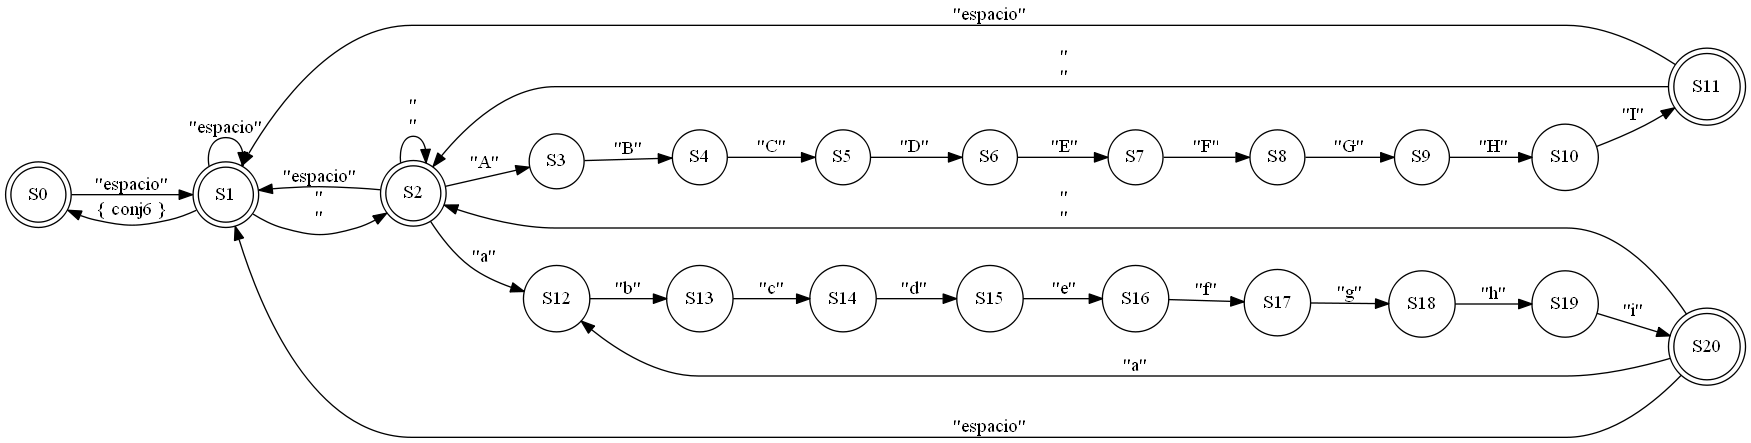 "espacio"
"
"
"I"
S11
"espacio"
"
"
"A"
S3
"B"
S4
"C"
S5
"D"
S6
"E"
S7
"F"
S8
"G"
S9
"H"
S10
S0
"espacio"
{ conj6 }
S1
"espacio"
"
"
S2
"
"
"a"
S12
"b"
S13
"c"
S14
"d"
S15
"e"
S16
"f"
S17
"g"
S18
"h"
S19
"i"
S20
"a"
"espacio"